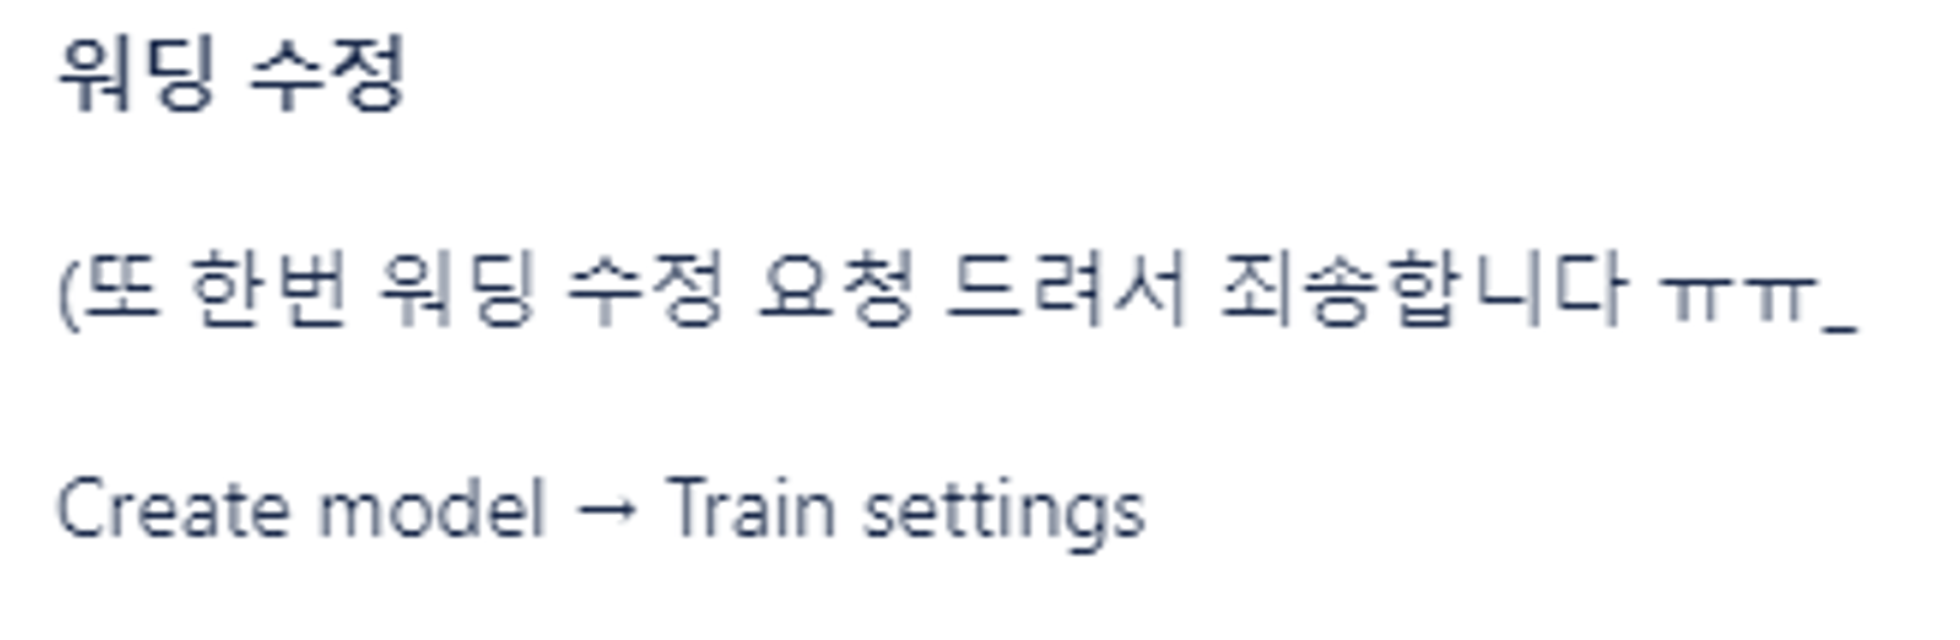 워딩 수정
(또 한번 워딩 수정 요청 드려서 죄송합니다 ㅠㅠ_
Create model → Train settings